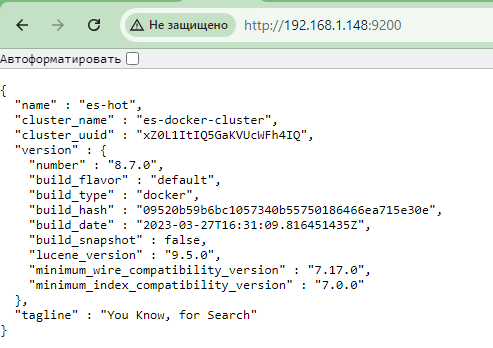 Не защищено http://192.168.1.148:9200
Автоформатировать
{
  "name" : "es-hot",
  "cluster_name" : "es-docker-cluster",
  "cluster_uuid" : "xZ0L1ItIQ5GaKVUcWFh4IQ",
  "version" : {
    "number" : "8.7.0",
    "build_flavor" : "default",
    "build_type" : "docker",
    "build_hash" : "09520b59b6bc1057340b55750186466ea715e30e",
    "build_date" : "2023-03-27T16:31:09.816451435Z",
    "build_snapshot" : false,
    "lucene_version" : "9.5.0",
    "minimum_wire_compatibility_version" : "7.17.0",
    "minimum_index_compatibility_version" : "7.0.0"
  },
  "tagline" : "You Know, for Search"
}